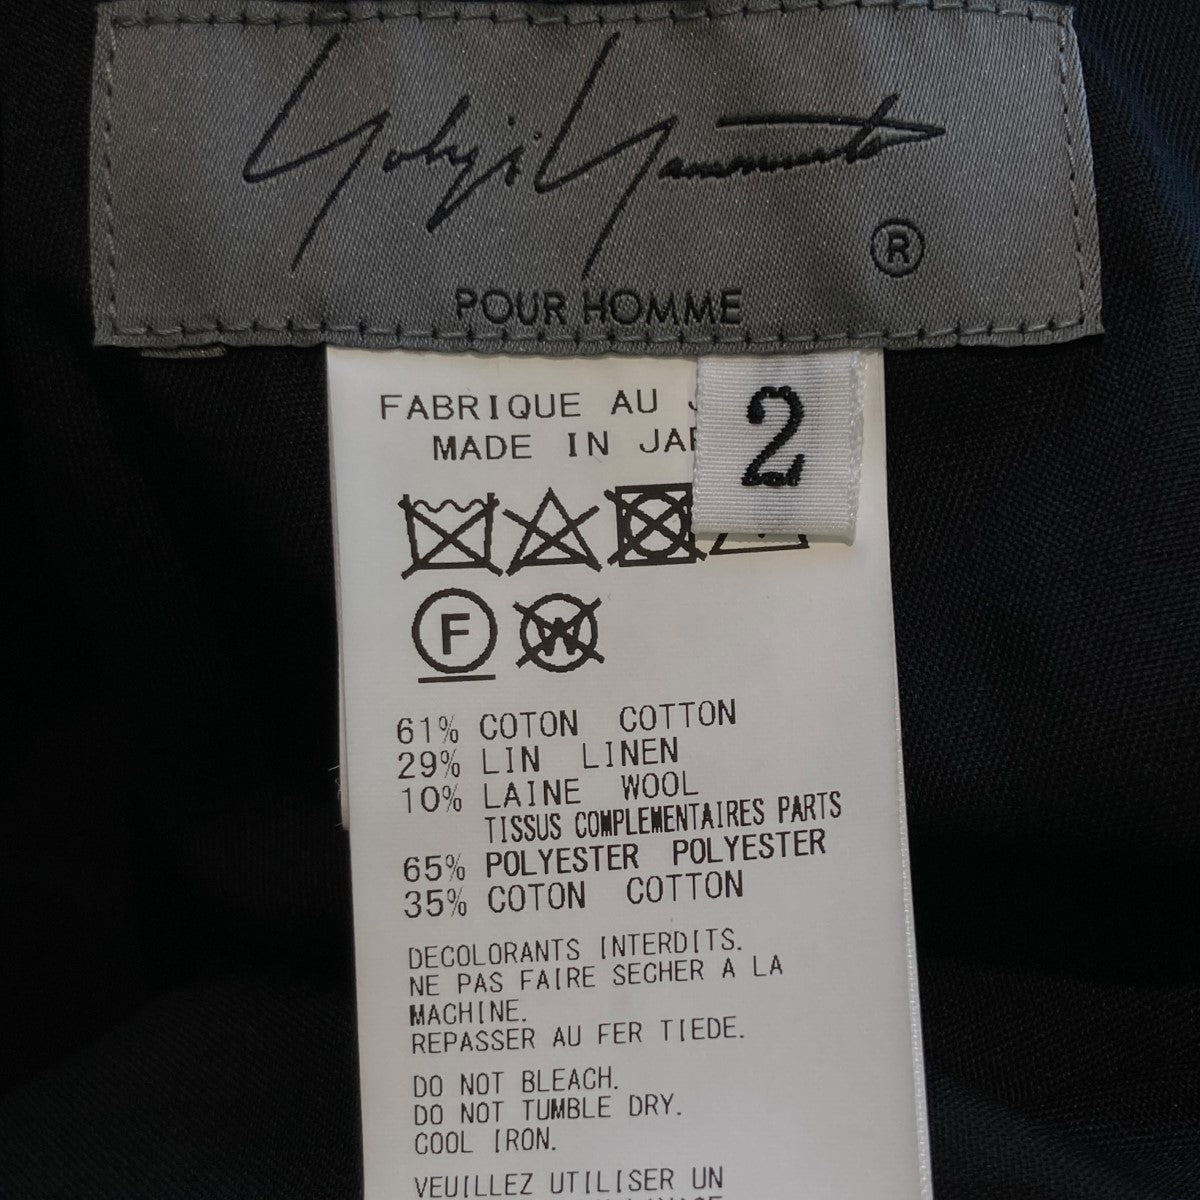 Yohji Yamamoto
®
POUR HOMME
2
FABRIQUE AU
MADE IN
F
W
61% COTON COTTON
29% LIN LINEN
10% LAINE WOOL
TISSUS COMPLEMENTAIRES PARTS
65% POLYESTER POLYESTER
35% COTON COTTON
DECOLORANTS INTERDITS.
NE PAS FAIRE SECHER A LA
MACHINE.
REPASSER AU FER TIEDE.
DO NOT BLEACH.
DO NOT TUMBLE DRY.
COOL IRON.
VEUILLEZ UTILISER UN